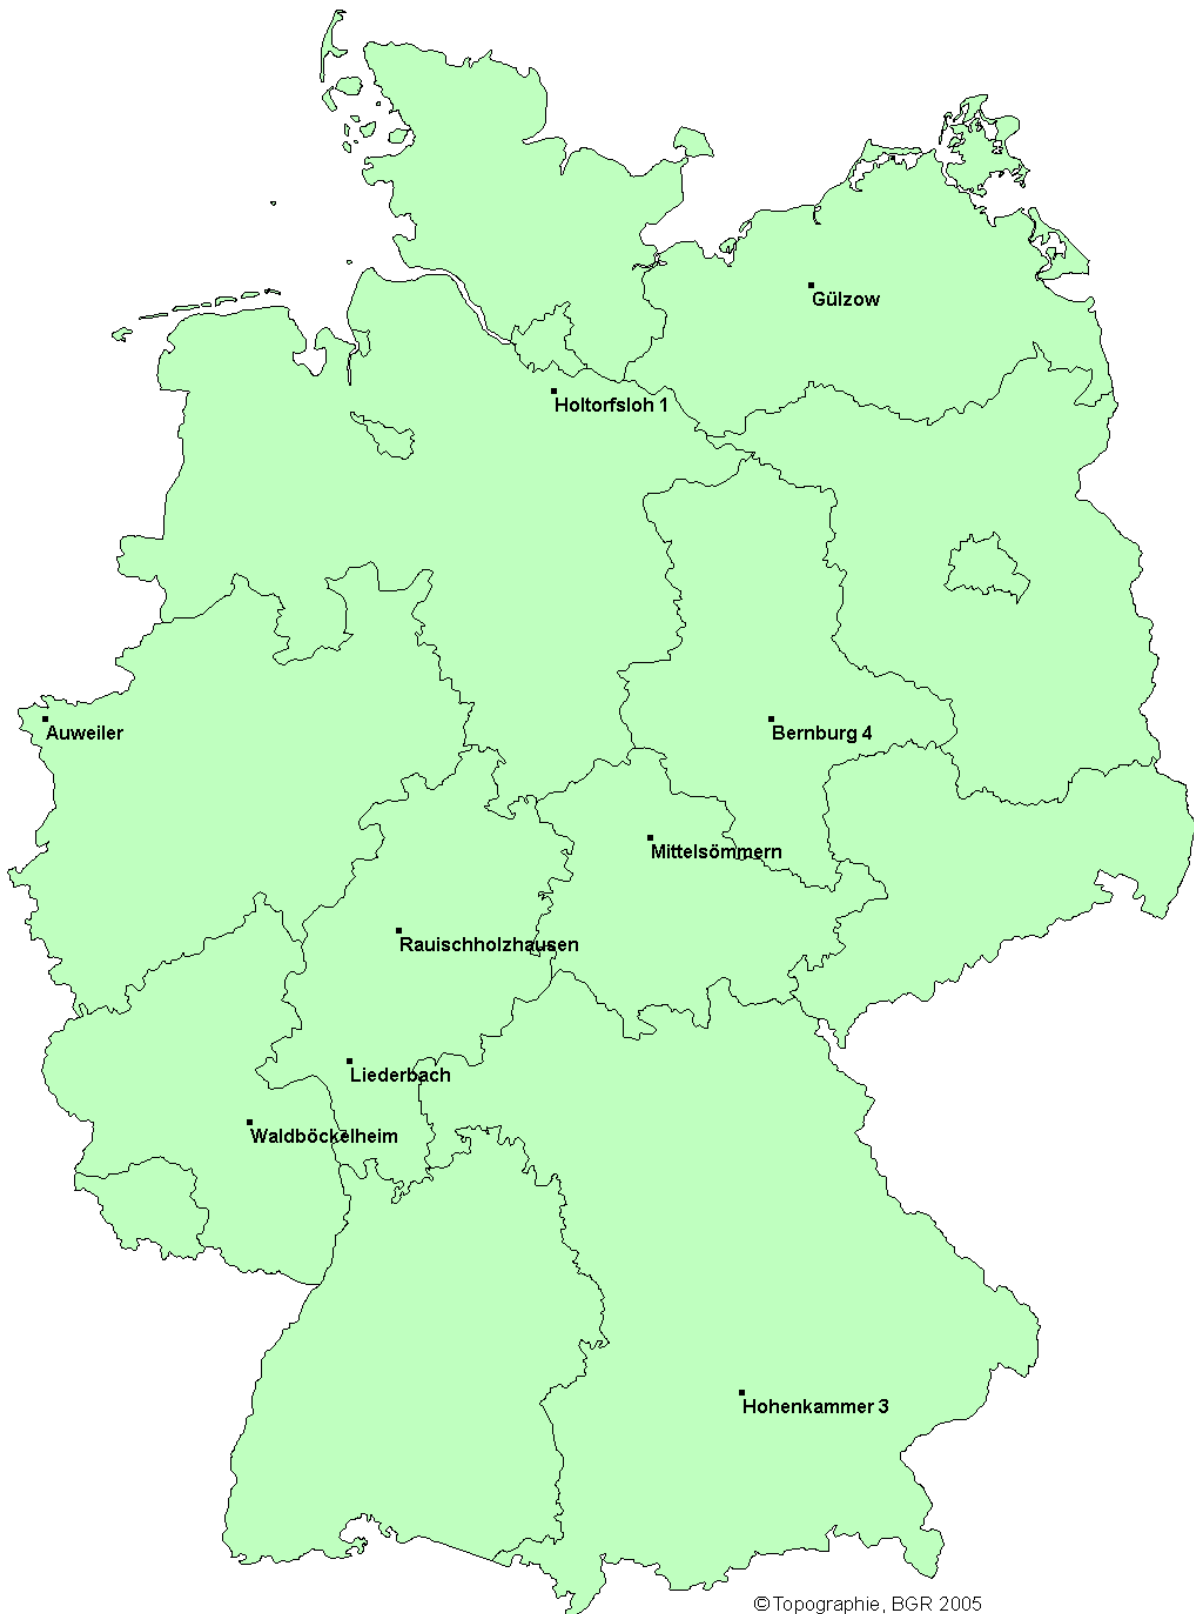 Gülzow
Holtorfsloh 1
Auweiler
Bernburg 4
Mittelsömmern
Rauischholzhausen
Liederbach
Waldböckelheim
Hohenkammer 3
©Topographie, BGR 2005